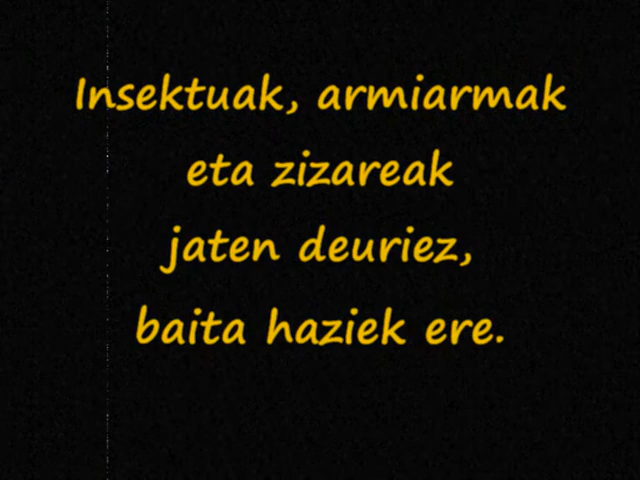 Insektuak, armiarmak
eta zizareak
jaten deuriez,
baita haziek ere.